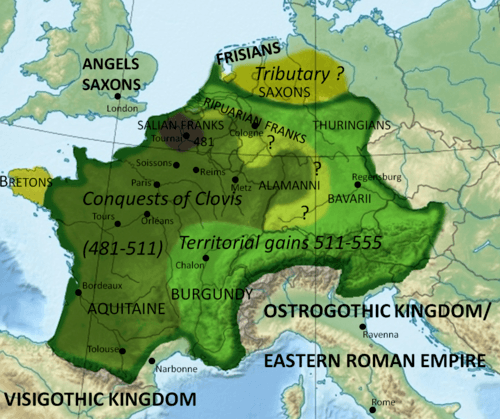 ANGELS
SAXONS
London
FRISIANS
Tributary ?
SAXONS
RIPUARIAN FRANKS
Cologne
SALIAN FRANKS
Tournai
481
THURINGIANS
?
?
?
Soissons
Reims
BRETONS
Paris
Metz
ALAMANNI
Regensburg
BAVARII
Conquests of Clovis
Tours
Orléans
(481-511)
Territorial gains 511-555
Chalon
Bordeaux
BURGUNDY
AQUITAINE
OSTROGOTHIC KINGDOM/
Ravenna
EASTERN ROMAN EMPIRE
Tolouse
Narbonne
VISIGOTHIC KINGDOM
Rome